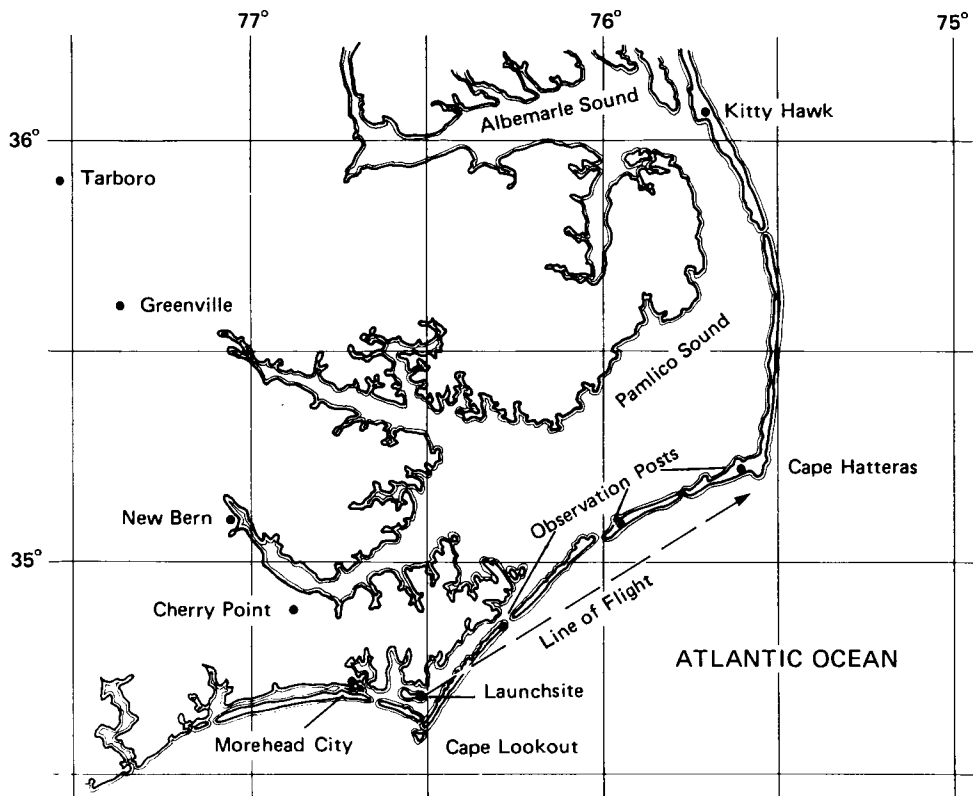 77°
76°
75°
Albemarle Sound
Kitty Hawk
36°
Tarboro
Greenville
Pamlico Sound
Observation Posts
Cape Hatteras
New Bern
35°
Cherry Point
Line of Flight
ATLANTIC OCEAN
Launchsite
Morehead City
Cape Lookout